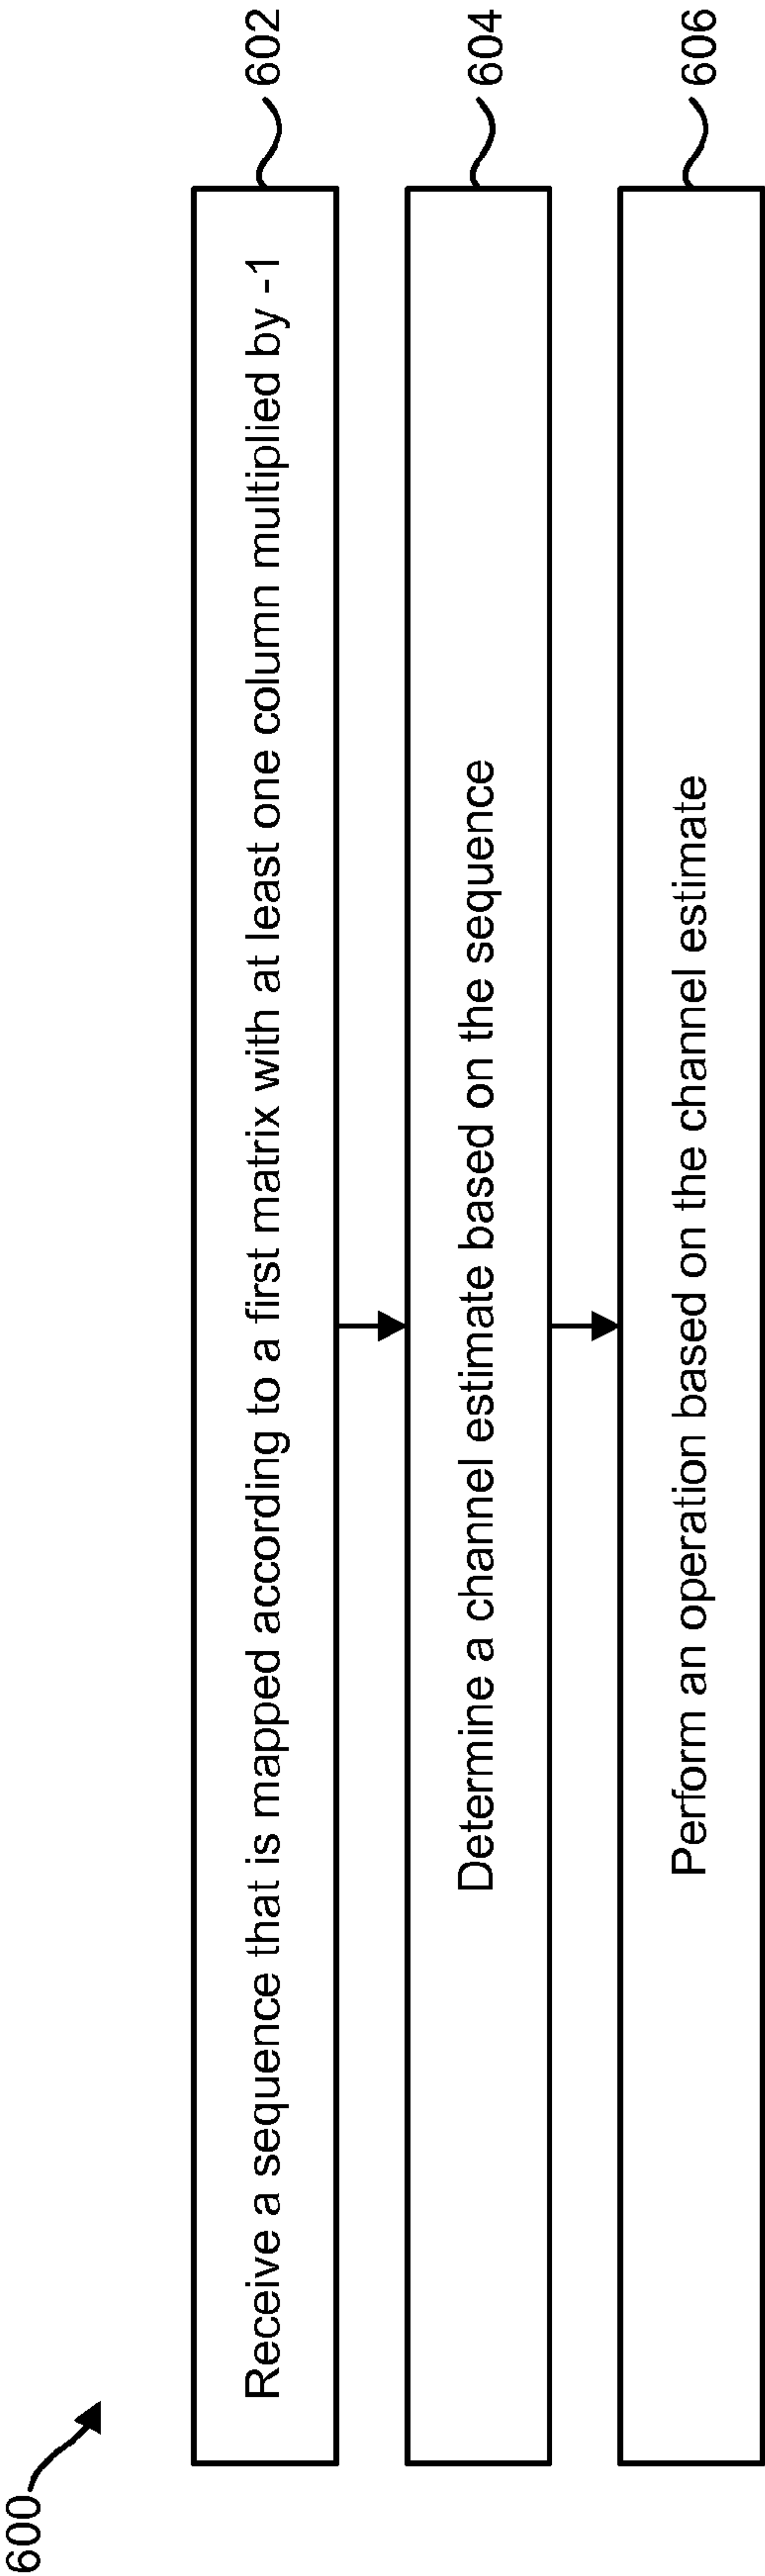 600
Receive a sequence that is mapped according to a first matrix with at least one column multiplied by -1
602
Determine a channel estimate based on the sequence
604
Perform an operation based on the channel estimate
606